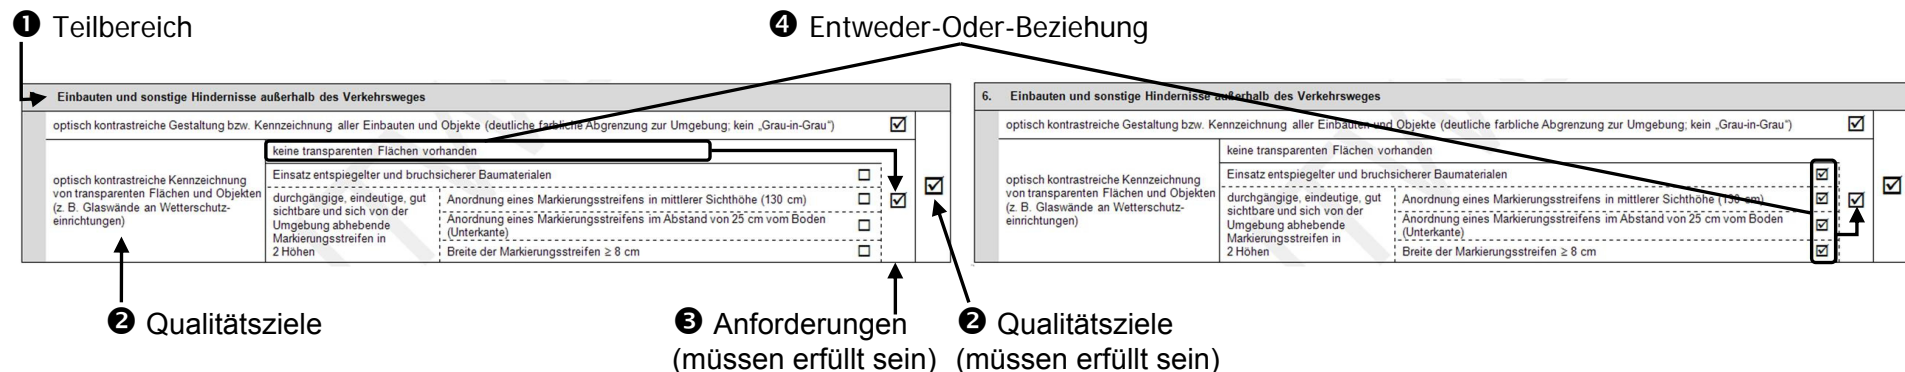 ❶ Teilbereich
❹ Entweder-Oder-Beziehung
Einbauten und sonstige Hindernisse außerhalb des Verkehrsweges
optisch kontrastreiche Gestaltung bzw. Kennzeichnung aller Einbauten und Objekte (deutliche farbliche Abgrenzung zur Umgebung; kein „Grau-in-Grau“) ☑
optisch kontrastreiche Kennzeichnung
von transparenten Flächen und Objekten
(z. B. Glaswände an Wetterschutz-
einrichtungen)
keine transparenten Flächen vorhanden
Einsatz entspiegelter und bruchsicherer Baumaterialien ☐
durchgängige, eindeutige, gut
sichtbare und sich von der
Umgebung abhebende
Markierungsstreifen in
2 Höhen
Anordnung eines Markierungsstreifens in mittlerer Sichthöhe (130 cm) ☐
Anordnung eines Markierungsstreifens im Abstand von 25 cm vom Boden
(Unterkante) ☐
Breite der Markierungsstreifen ≥ 8 cm ☐
☑
☑
6. Einbauten und sonstige Hindernisse außerhalb des Verkehrsweges
optisch kontrastreiche Gestaltung bzw. Kennzeichnung aller Einbauten und Objekte (deutliche farbliche Abgrenzung zur Umgebung; kein „Grau-in-Grau“) ☑
optisch kontrastreiche Kennzeichnung
von transparenten Flächen und Objekten
(z. B. Glaswände an Wetterschutz-
einrichtungen)
keine transparenten Flächen vorhanden
Einsatz entspiegelter und bruchsicherer Baumaterialien ☑
durchgängige, eindeutige, gut
sichtbare und sich von der
Umgebung abhebende
Markierungsstreifen in
2 Höhen
Anordnung eines Markierungsstreifens in mittlerer Sichthöhe (130 cm) ☑
Anordnung eines Markierungsstreifens im Abstand von 25 cm vom Boden
(Unterkante) ☑
Breite der Markierungsstreifen ≥ 8 cm ☑
☑
☑
❷ Qualitätsziele
❸ Anforderungen
(müssen erfüllt sein)
❷ Qualitätsziele
(müssen erfüllt sein)